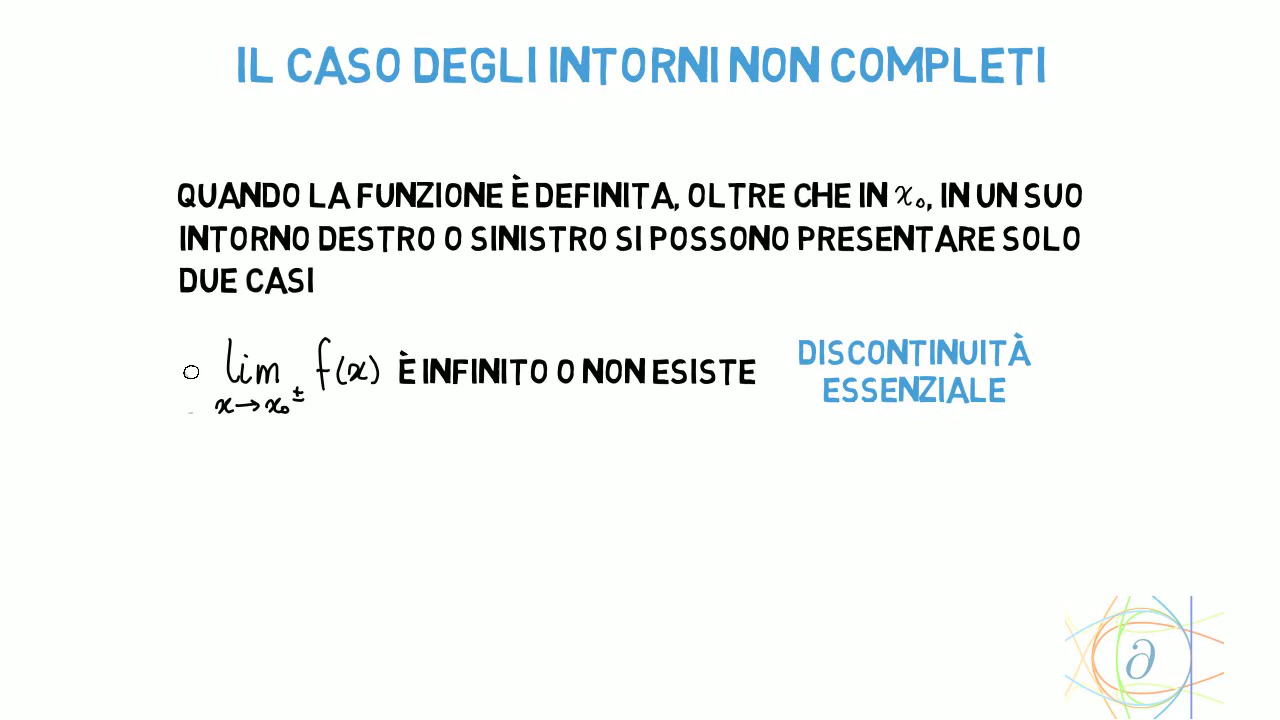 IL CASO DEGLI INTORNI NON COMPLETI
QUANDO LA FUNZIONE È DEFINITA, OLTRE CHE IN x₀, IN UN SUO
INTORNO DESTRO O SINISTRO SI POSSONO PRESENTARE SOLO
DUE CASI
lim x→x₀± f(x) È INFINITO O NON ESISTE
DISCONTINUITÀ
ESSENZIALE
∂